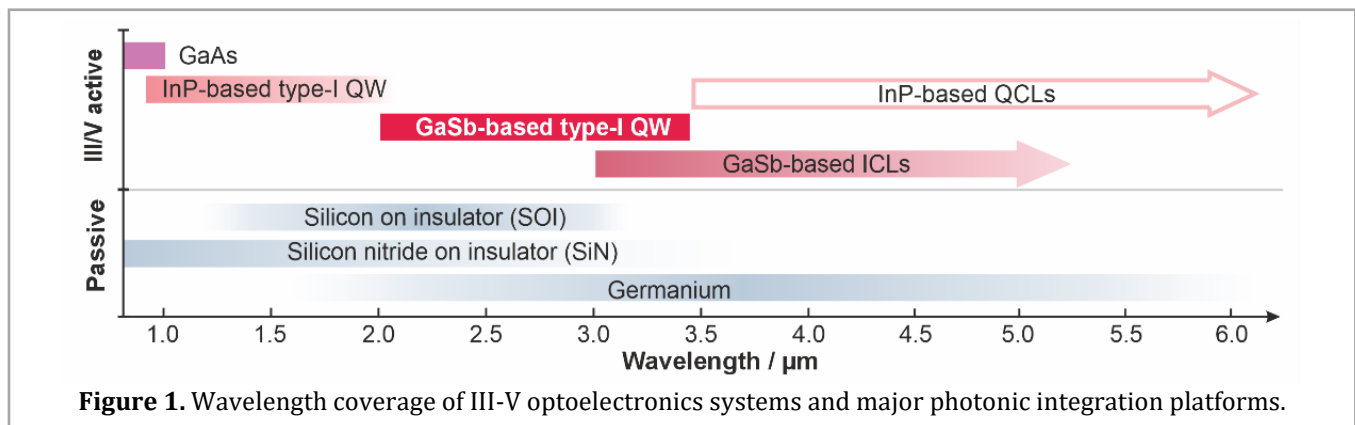 III/V active
GaAs
InP-based type-I QW
InP-based QCLs
GaSb-based type-I QW
GaSb-based ICLs
Passive
Silicon on insulator (SOI)
Silicon nitride on insulator (SiN)
Germanium
1.0 1.5 2.0 2.5 3.0 3.5 4.0 4.5 5.0 5.5 6.0
Wavelength / µm
Figure 1. Wavelength coverage of III-V optoelectronics systems and major photonic integration platforms.